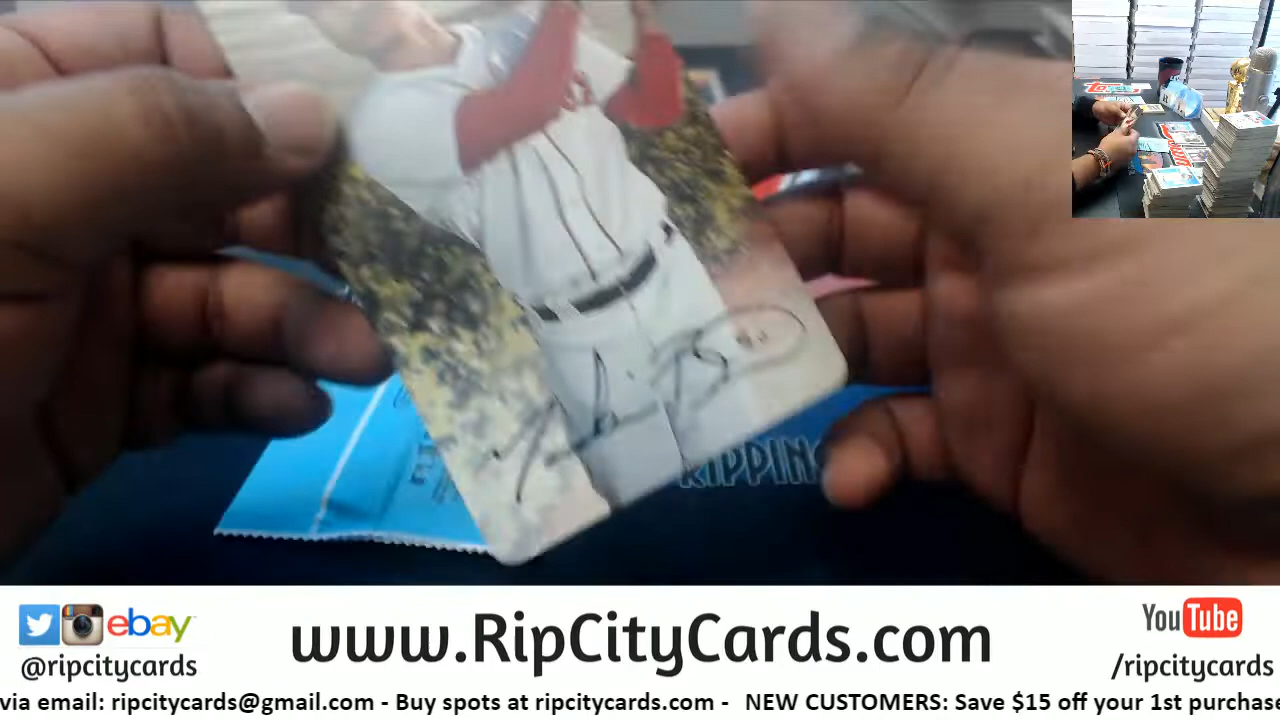 RIPPING
ebay
@ripcitycards
www.RipCityCards.com
YouTube
/ripcitycards
via email: ripcitycards@gmail.com - Buy spots at ripcitycards.com - NEW CUSTOMERS: Save $15 off your 1st purchase